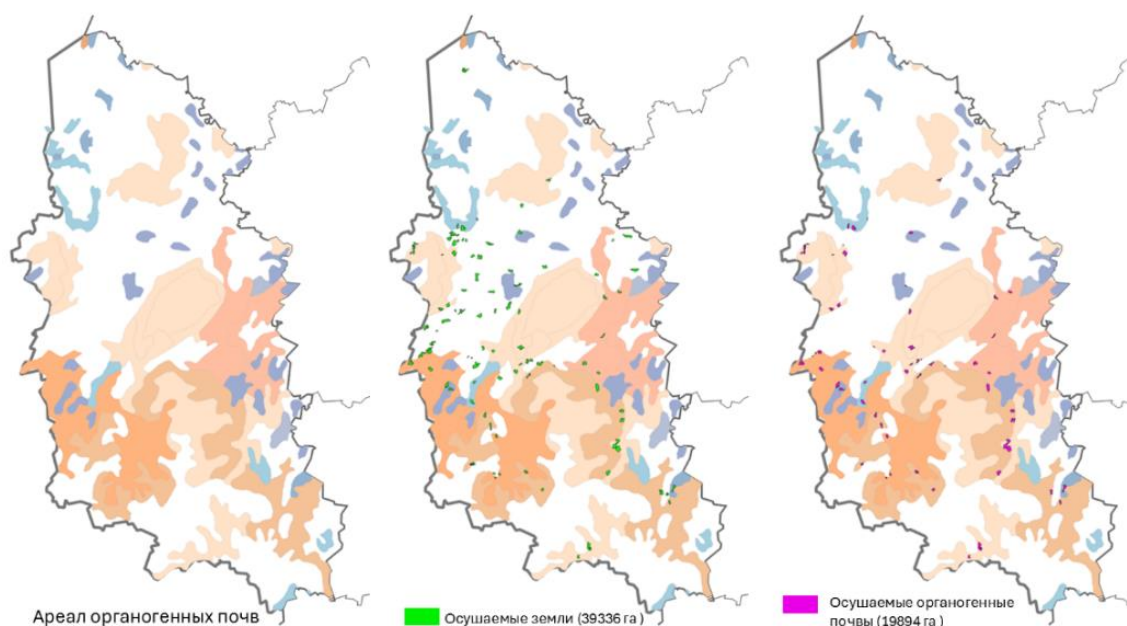 Ареал органогенных почв
Осушаемые земли (39336 га)
Осушаемые органогенные
почвы (19894 га)